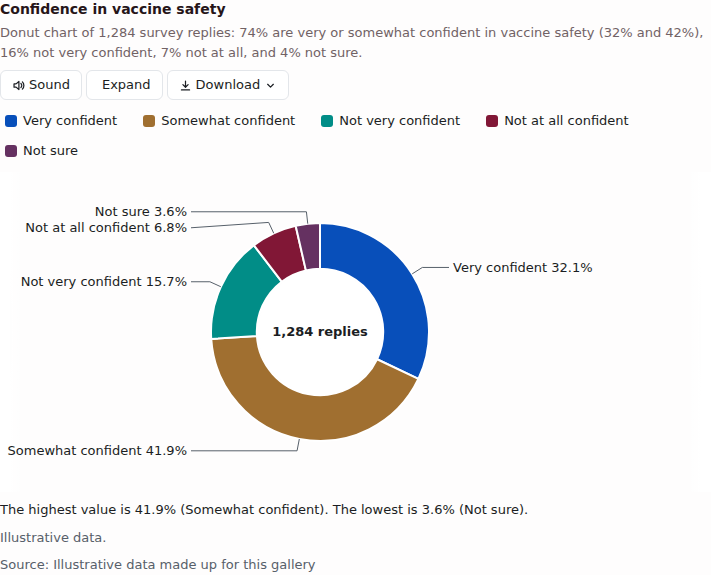 Confidence in vaccine safety
Donut chart of 1,284 survey replies: 74% are very or somewhat confident in vaccine safety (32% and 42%),
16% not very confident, 7% not at all, and 4% not sure.
Sound
Expand
Download
Very confident
Somewhat confident
Not very confident
Not at all confident
Not sure
Not sure 3.6%
Not at all confident 6.8%
Very confident 32.1%
Not very confident 15.7%
1,284 replies
Somewhat confident 41.9%
The highest value is 41.9% (Somewhat confident). The lowest is 3.6% (Not sure).
Illustrative data.
Source: Illustrative data made up for this gallery